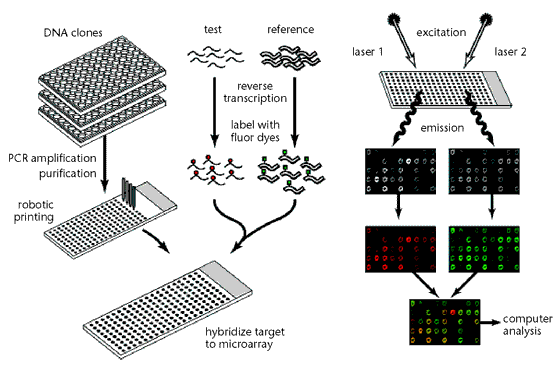 DNA clones
PCR amplification
purification
robotic
printing
test
reference
reverse
transcription
label with
fluor dyes
hybridize target
to microarray
excitation
laser 1
laser 2
emission
computer
analysis